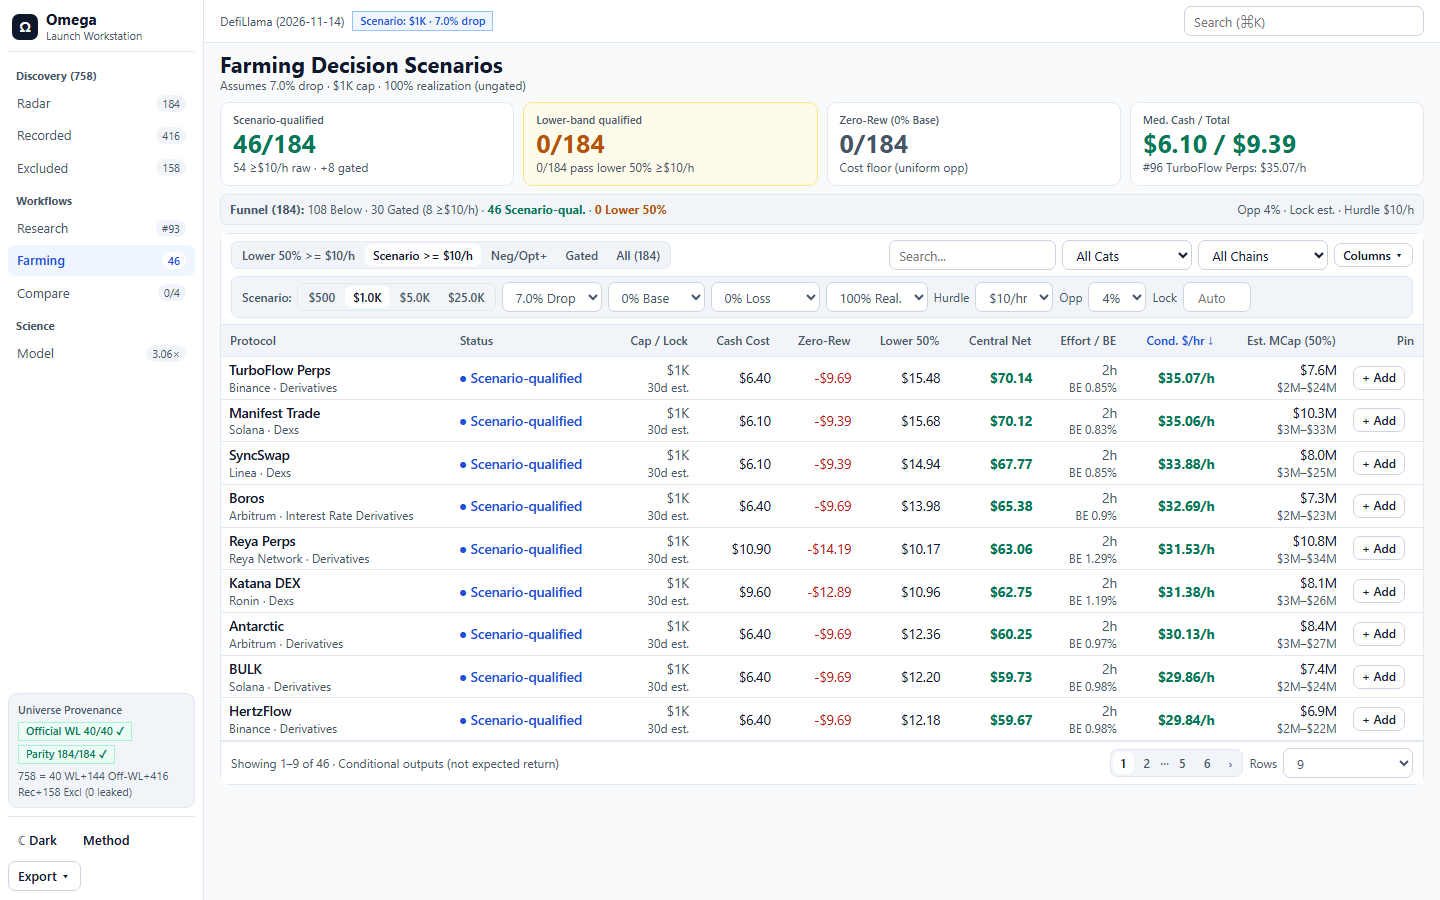 Ω
Omega
Launch Workstation
Discovery (758)
Radar 184
Recorded 416
Excluded 158
Workflows
Research #93
Farming 46
Compare 0/4
Science
Model 3.06×
Universe Provenance
Official WL 40/40 ✓
Parity 184/184 ✓
758 = 40 WL+144 Off-WL+416
Rec+158 Excl (0 leaked)
☾ Dark Method
Export ▾
DefiLlama (2026-11-14) Scenario: $1K · 7.0% drop Search (⌘K)
Farming Decision Scenarios
Assumes 7.0% drop · $1K cap · 100% realization (ungated)
Scenario-qualified
46/184
54 ≥$10/h raw · +8 gated
Lower-band qualified
0/184
0/184 pass lower 50% ≥$10/h
Zero-Rew (0% Base)
0/184
Cost floor (uniform opp)
Med. Cash / Total
$6.10 / $9.39
#96 TurboFlow Perps: $35.07/h
Funnel (184): 108 Below · 30 Gated (8 ≥$10/h) · 46 Scenario-qual. · 0 Lower 50% Opp 4% · Lock est. · Hurdle $10/h
Lower 50% >= $10/h Scenario >= $10/h Neg/Opt+ Gated All (184) Search... All Cats All Chains Columns ▾
Scenario: $500 $1.0K $5.0K $25.0K 7.0% Drop 0% Base 0% Loss 100% Real. Hurdle $10/hr Opp 4% Lock Auto
Protocol Status Cap / Lock Cash Cost Zero-Rew Lower 50% Central Net Effort / BE Cond. $/hr ↓ Est. MCap (50%) Pin
TurboFlow Perps $1K 2h $7.6M
● Scenario-qualified $6.40 -$9.69 $15.48 $70.14 $35.07/h + Add
Binance · Derivatives 30d est. BE 0.85% $2M–$24M
Manifest Trade $1K 2h $10.3M
● Scenario-qualified $6.10 -$9.39 $15.68 $70.12 $35.06/h + Add
Solana · Dexs 30d est. BE 0.83% $3M–$33M
SyncSwap $1K 2h $8.0M
● Scenario-qualified $6.10 -$9.39 $14.94 $67.77 $33.88/h + Add
Linea · Dexs 30d est. BE 0.85% $3M–$25M
Boros $1K 2h $7.3M
● Scenario-qualified $6.40 -$9.69 $13.98 $65.38 $32.69/h + Add
Arbitrum · Interest Rate Derivatives 30d est. BE 0.9% $2M–$23M
Reya Perps $1K 2h $10.8M
● Scenario-qualified $10.90 -$14.19 $10.17 $63.06 $31.53/h + Add
Reya Network · Derivatives 30d est. BE 1.29% $3M–$34M
Katana DEX $1K 2h $8.1M
● Scenario-qualified $9.60 -$12.89 $10.96 $62.75 $31.38/h + Add
Ronin · Dexs 30d est. BE 1.19% $3M–$26M
Antarctic $1K 2h $8.4M
● Scenario-qualified $6.40 -$9.69 $12.36 $60.25 $30.13/h + Add
Arbitrum · Derivatives 30d est. BE 0.97% $3M–$27M
BULK $1K 2h $7.4M
● Scenario-qualified $6.40 -$9.69 $12.20 $59.73 $29.86/h + Add
Solana · Derivatives 30d est. BE 0.98% $2M–$24M
HertzFlow $1K 2h $6.9M
● Scenario-qualified $6.40 -$9.69 $12.18 $59.67 $29.84/h + Add
Binance · Derivatives 30d est. BE 0.98% $2M–$22M
Showing 1–9 of 46 · Conditional outputs (not expected return) 1 2 ··· 5 6 › Rows 9